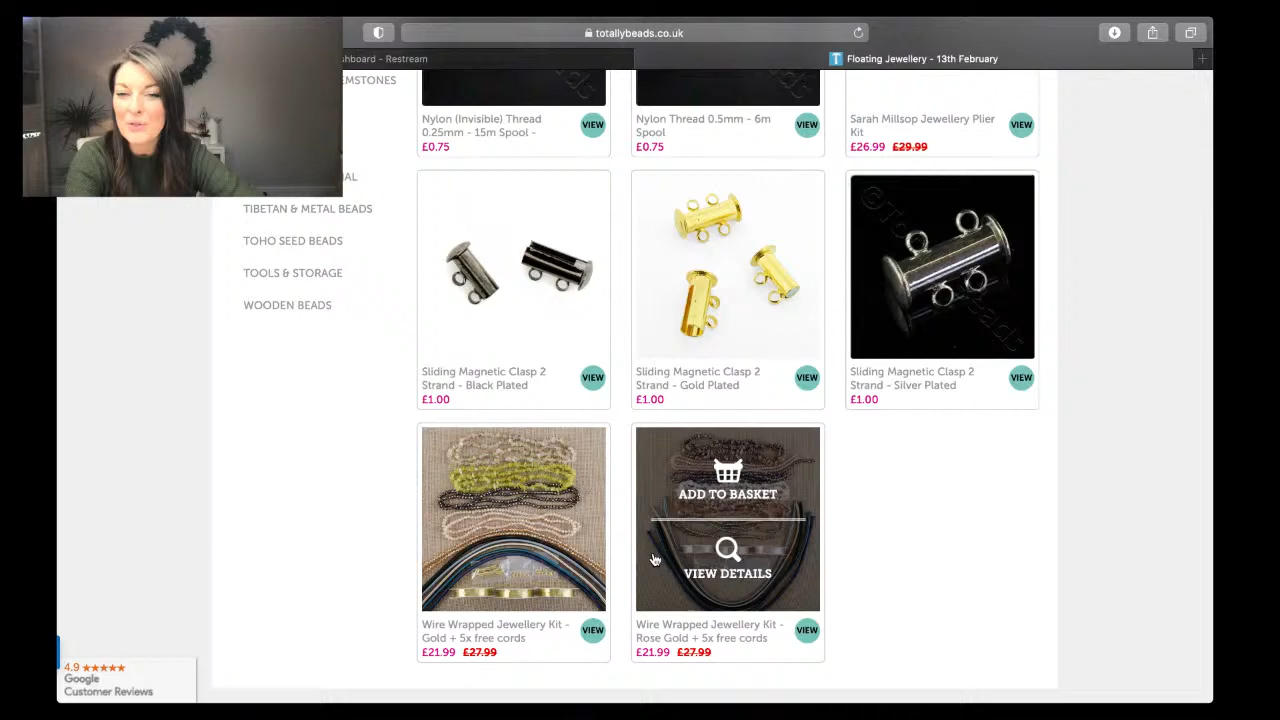 totallybeads.co.uk
shboard - Restream
Floating Jewellery - 13th February
EMSTONES
AL
TIBETAN & METAL BEADS
TOHO SEED BEADS
TOOLS & STORAGE
WOODEN BEADS
Nylon (Invisible) Thread
0.25mm - 15m Spool -
£0.75
VIEW
Nylon Thread 0.5mm - 6m
Spool
£0.75
VIEW
Sarah Millsop Jewellery Plier
Kit
£26.99 £29.99
VIEW
Sliding Magnetic Clasp 2
Strand - Black Plated
£1.00
VIEW
Sliding Magnetic Clasp 2
Strand - Gold Plated
£1.00
VIEW
Sliding Magnetic Clasp 2
Strand - Silver Plated
£1.00
VIEW
Wire Wrapped Jewellery Kit -
Gold + 5x free cords
£21.99 £27.99
VIEW
ADD TO BASKET
VIEW DETAILS
Wire Wrapped Jewellery Kit -
Rose Gold + 5x free cords
£21.99 £27.99
VIEW
4.9
Google
Customer Reviews